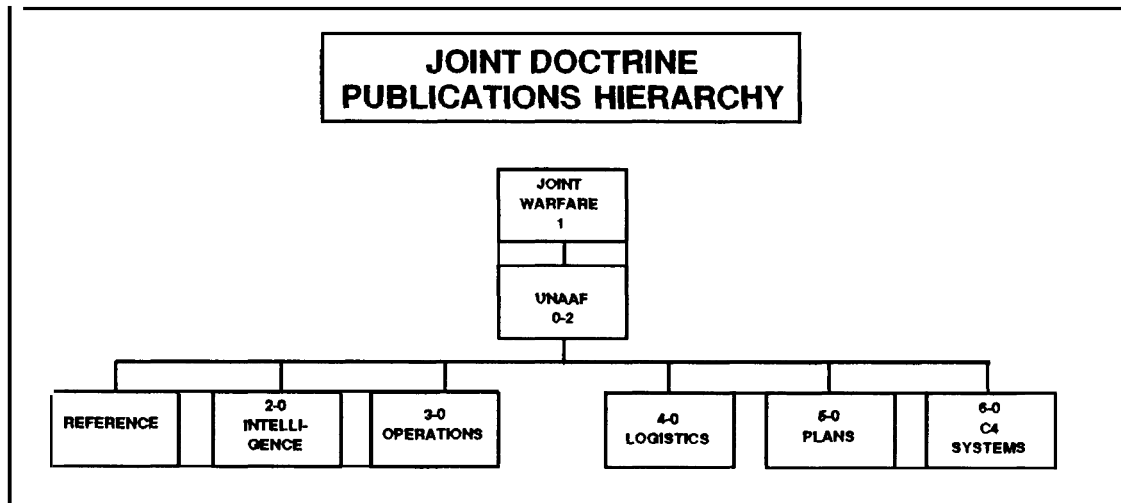 JOINT DOCTRINE
PUBLICATIONS HIERARCHY
JOINT
WARFARE
1
UNAAF
0-2
REFERENCE
2-0
INTELLI-
GENCE
3-0
OPERATIONS
4-0
LOGISTICS
5-0
PLANS
6-0
C4
SYSTEMS